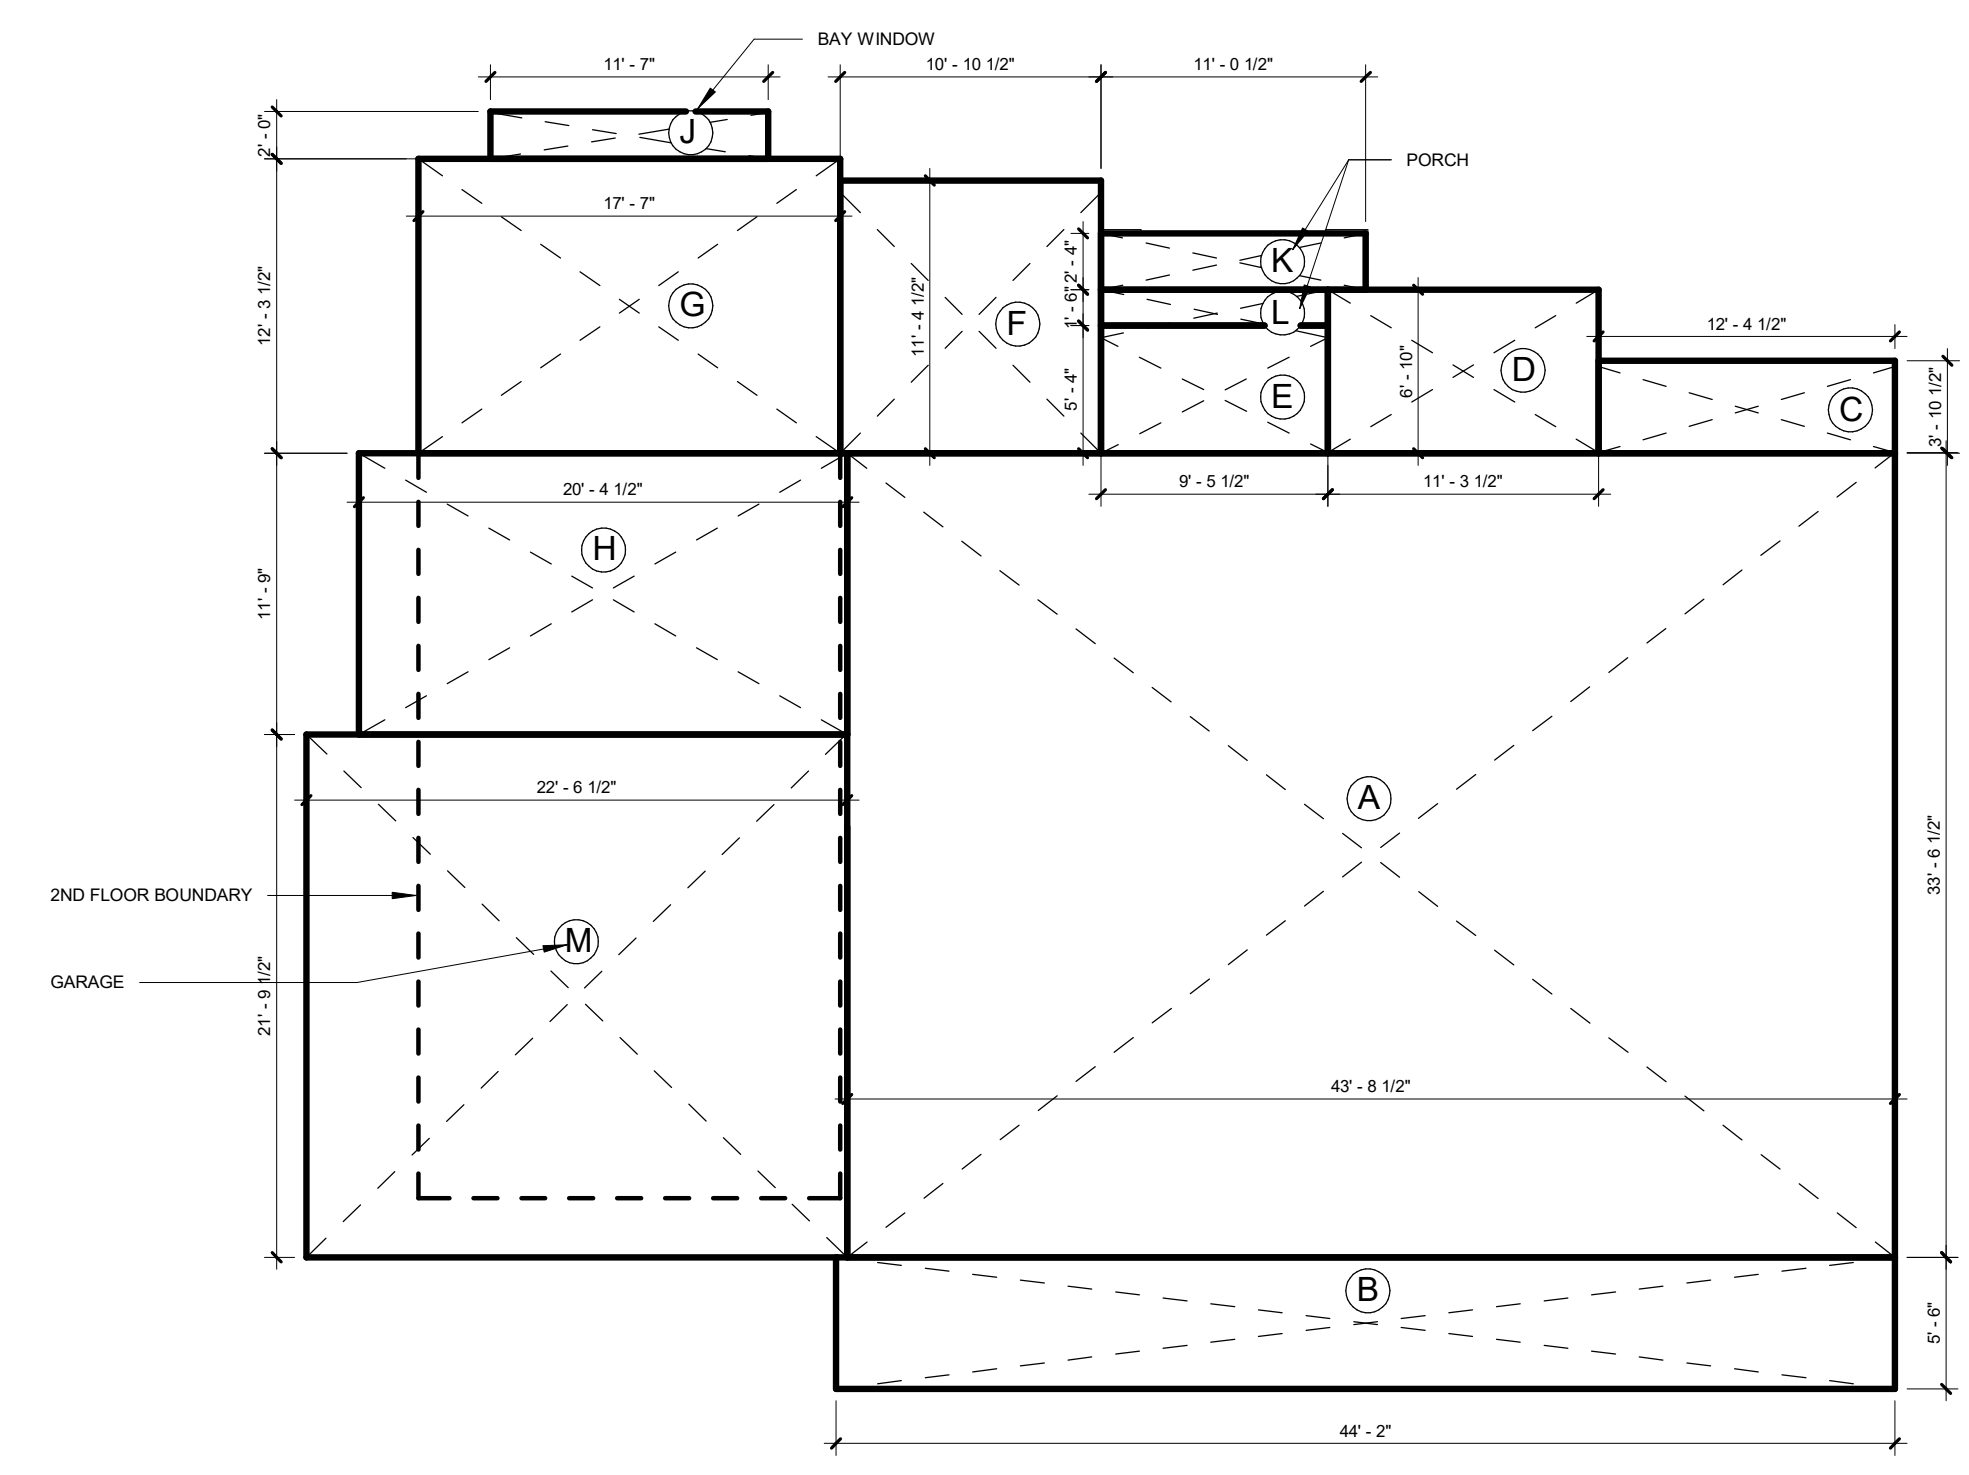 BAY WINDOW
11' - 7"
10' - 10 1/2"
11' - 0 1/2"
2' - 0"
J
PORCH
17' - 7"
2' - 4"
K
12' - 3 1/2"
G
11' - 4 1/2"
F
1' - 6"
L
12' - 4 1/2"
5' - 4"
E
6' - 10"
D
C
3' - 10 1/2"
20' - 4 1/2"
9' - 5 1/2"
11' - 3 1/2"
H
11' - 9"
22' - 6 1/2"
A
33' - 6 1/2"
2ND FLOOR BOUNDARY
M
GARAGE
21' - 9 1/2"
43' - 8 1/2"
B
5' - 6"
44' - 2"